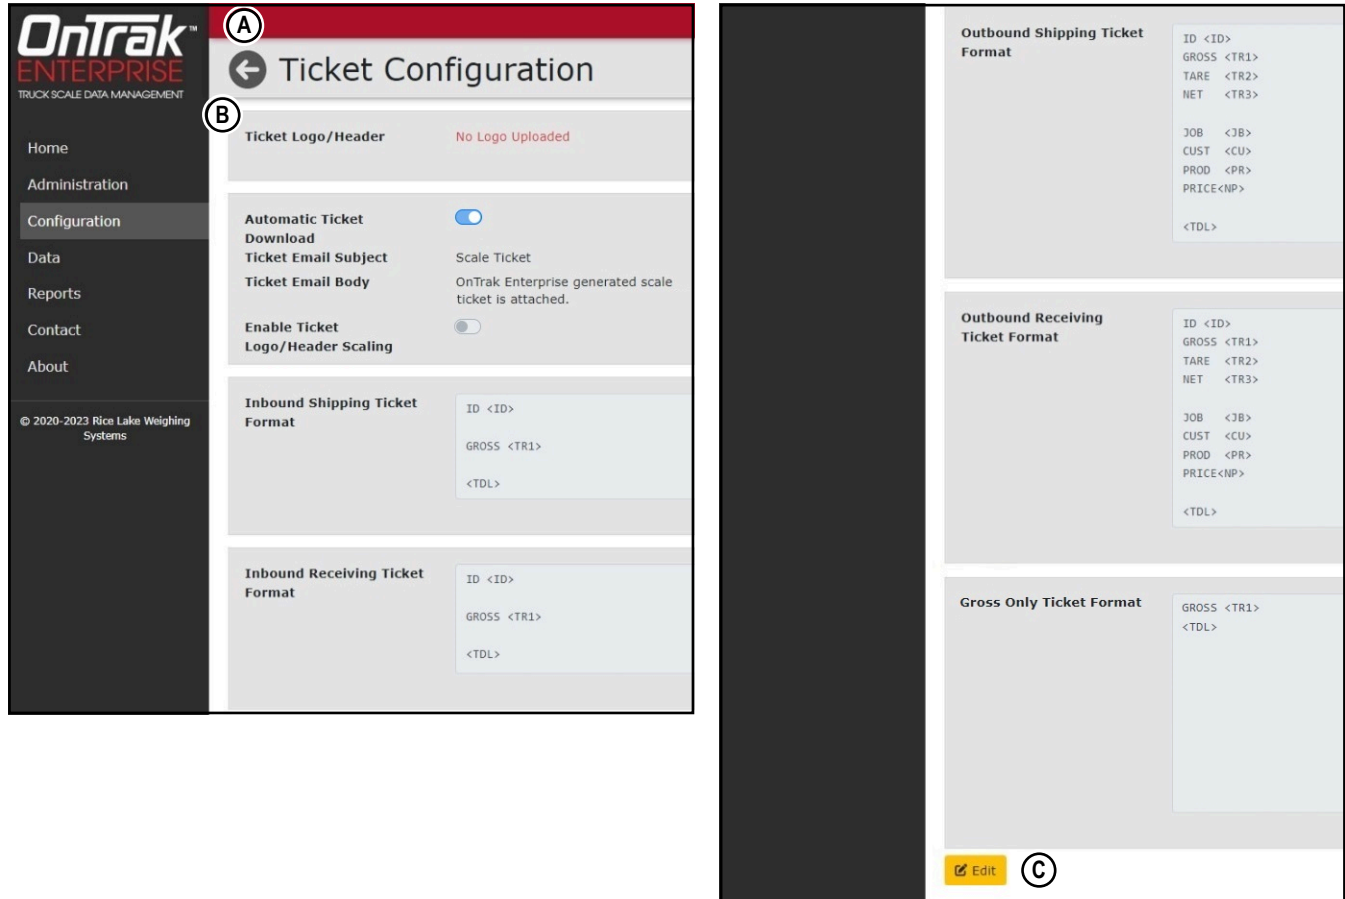 OnTrak™
ENTERPRISE
TRUCK SCALE DATA MANAGEMENT
Home
Administration
Configuration
Data
Reports
Contact
About
© 2020-2023 Rice Lake Weighing
Systems
A
Ticket Configuration
B
Ticket Logo/Header No Logo Uploaded
Automatic Ticket
Download
Ticket Email Subject Scale Ticket
Ticket Email Body OnTrak Enterprise generated scale
ticket is attached.
Enable Ticket
Logo/Header Scaling
Inbound Shipping Ticket
Format
ID <ID>
GROSS <TR1>
<TDL>
Inbound Receiving Ticket
Format
ID <ID>
GROSS <TR1>
<TDL>
Outbound Shipping Ticket
Format
ID <ID>
GROSS <TR1>
TARE <TR2>
NET <TR3>
JOB <JB>
CUST <CU>
PROD <PR>
PRICE<NP>
<TDL>
Outbound Receiving
Ticket Format
ID <ID>
GROSS <TR1>
TARE <TR2>
NET <TR3>
JOB <JB>
CUST <CU>
PROD <PR>
PRICE<NP>
<TDL>
Gross Only Ticket Format
GROSS <TR1>
<TDL>
Edit
C